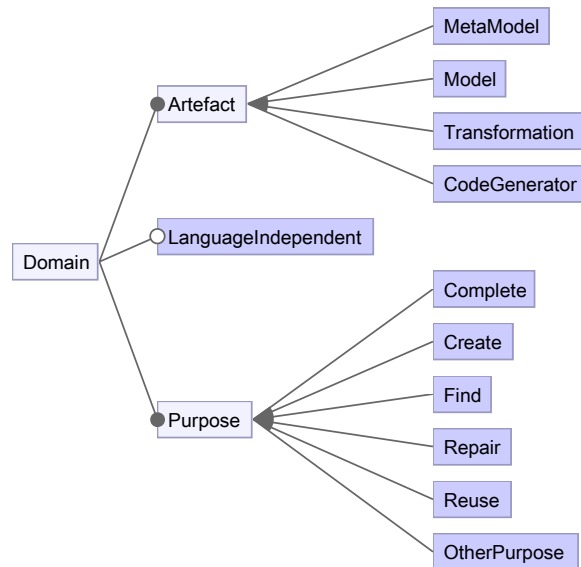 MetaModel
Model
Artefact
Transformation
CodeGenerator
LanguageIndependent
Domain
Complete
Create
Find
Purpose
Repair
Reuse
OtherPurpose